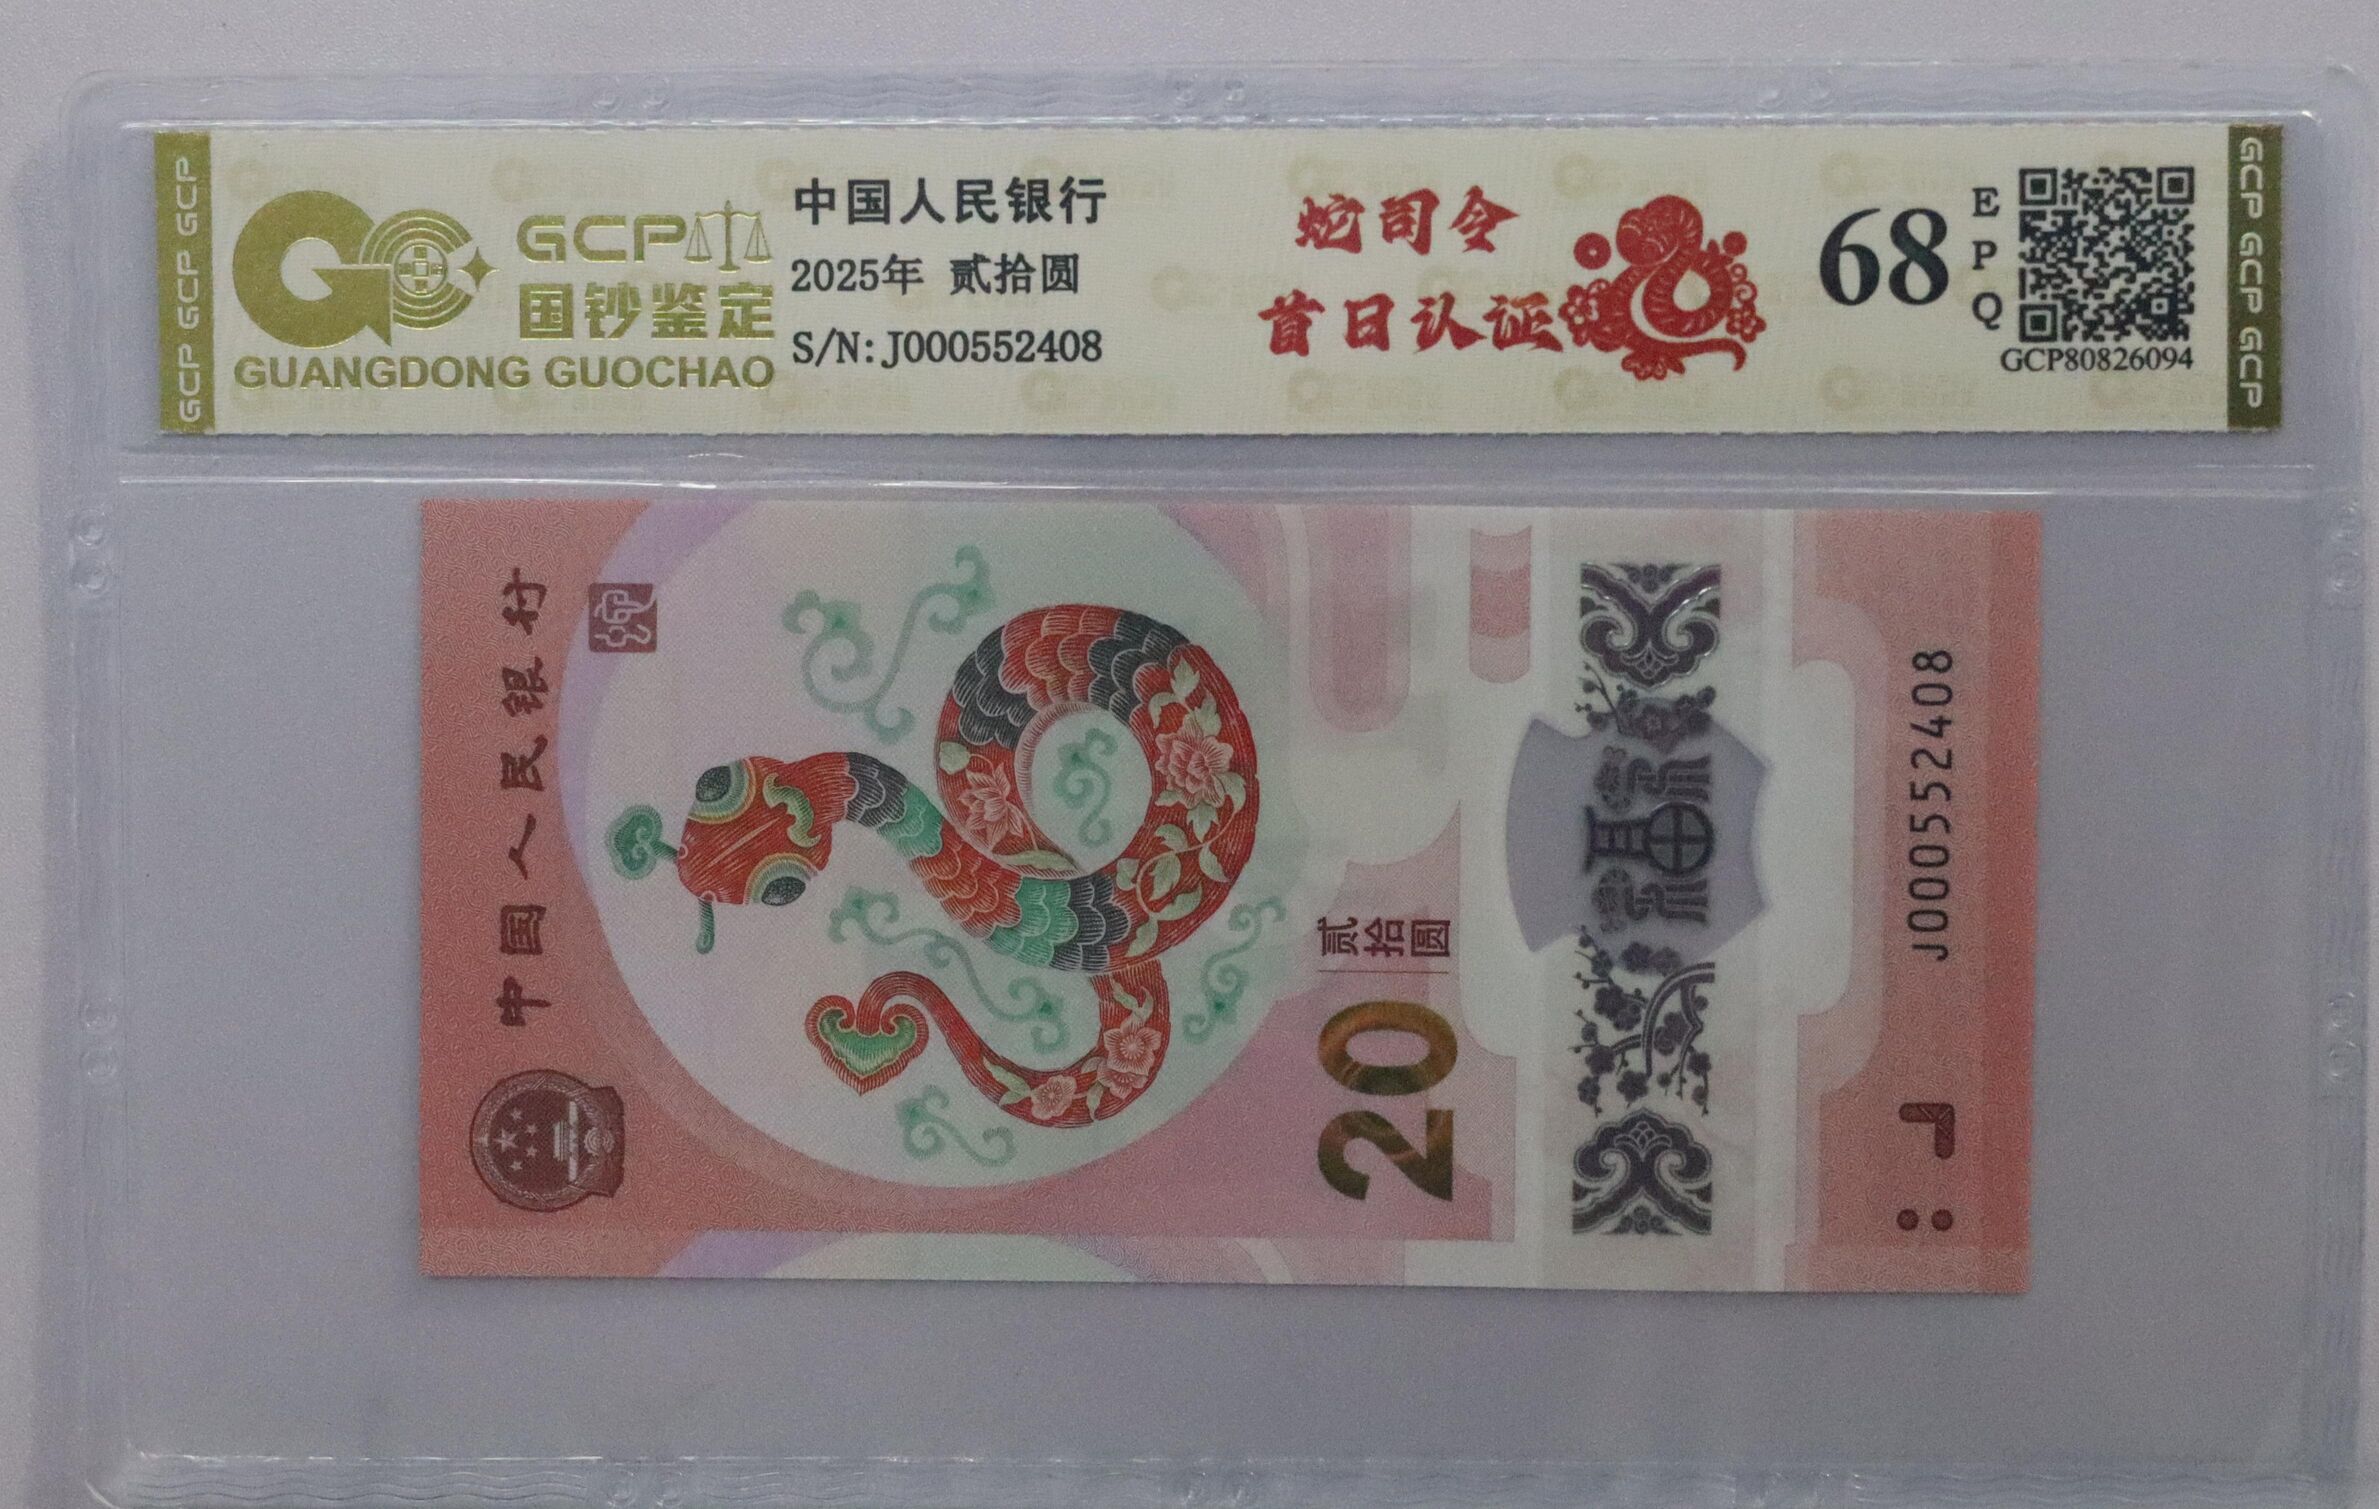 GCP GCP GCP
GCP
国钞鉴定
GUANGDONG GUOCHAO
中国人民银行
2025年 贰拾圆
S/N: J000552408
蛇司令
首日认证
68
EPQ
GCP80826094
GCP GCP GCP
中国人民银行
贰拾圆
20
福
J000552408